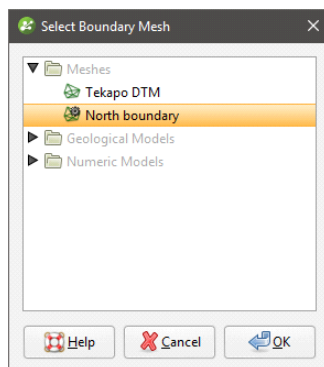 Select Boundary Mesh
Meshes
Tekapo DTM
North boundary
Geological Models
Numeric Models
Help Cancel OK